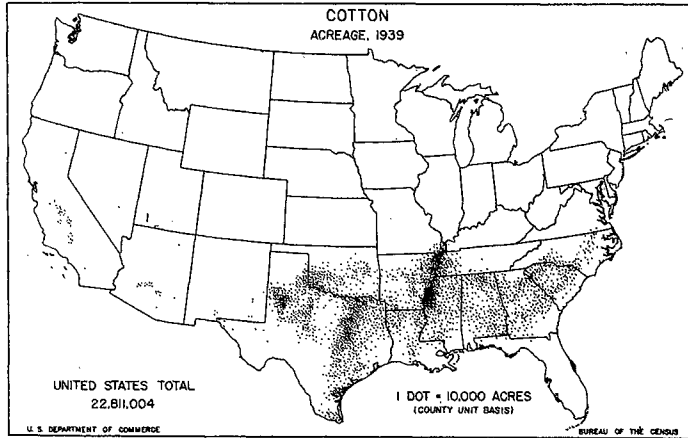 COTTON
ACREAGE, 1939
UNITED STATES TOTAL
22,811,004
1 DOT = 10,000 ACRES
(COUNTY UNIT BASIS)
U. S. DEPARTMENT OF COMMERCE
BUREAU OF THE CENSUS